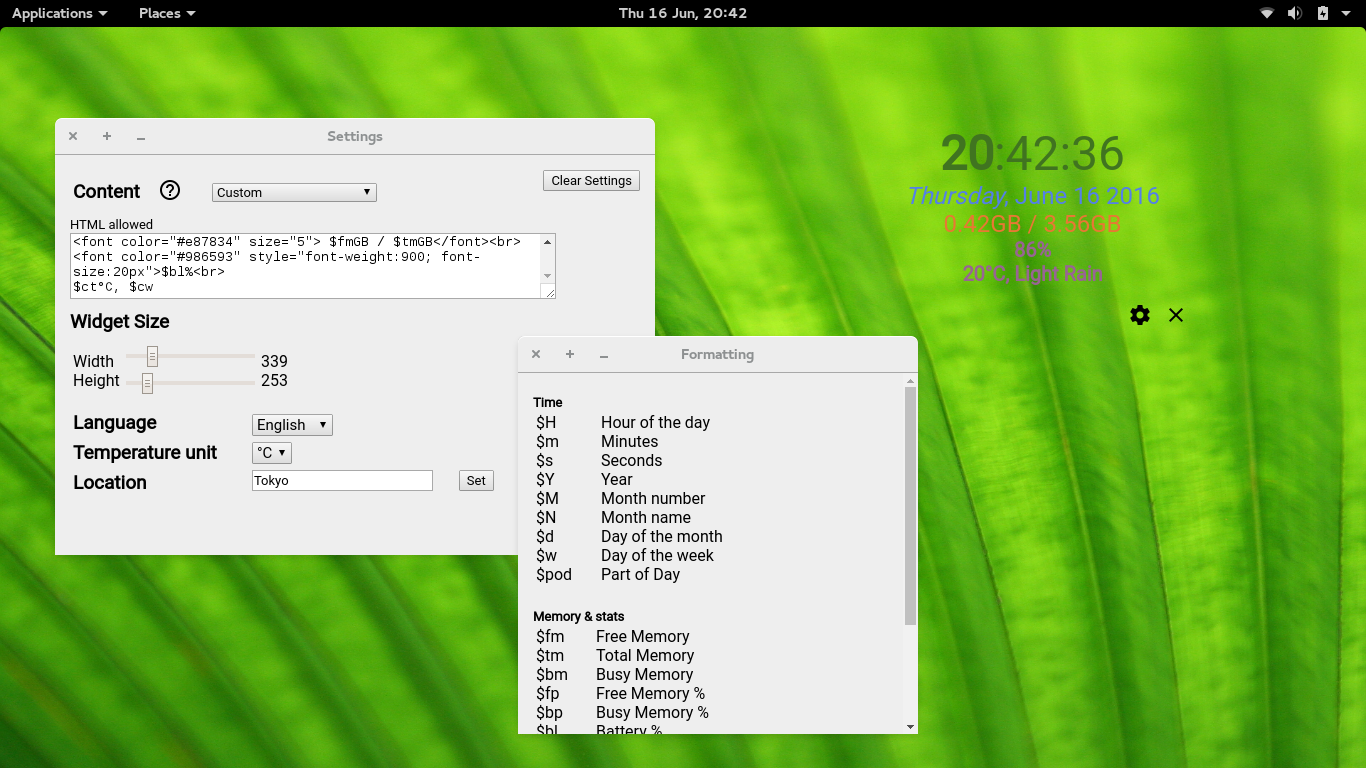 Applications Places Thu 16 Jun, 20:42
Settings
Content ? Custom Clear Settings
HTML allowed
<font color="#e87834" size="5"> $fmGB / $tmGB</font><br>
<font color="#986593" style="font-weight:900; font-
size:20px">$bl%<br>
$ct°C, $cw
Widget Size
Width 339
Height 253
Language English
Temperature unit °C
Location Tokyo Set
20:42:36
Thursday, June 16 2016
0.42GB / 3.56GB
86%
20°C, Light Rain
Formatting
Time
$H Hour of the day
$m Minutes
$s Seconds
$Y Year
$M Month number
$N Month name
$d Day of the month
$w Day of the week
$pod Part of Day
Memory & stats
$fm Free Memory
$tm Total Memory
$bm Busy Memory
$fp Free Memory %
$bp Busy Memory %
$bl Battery %